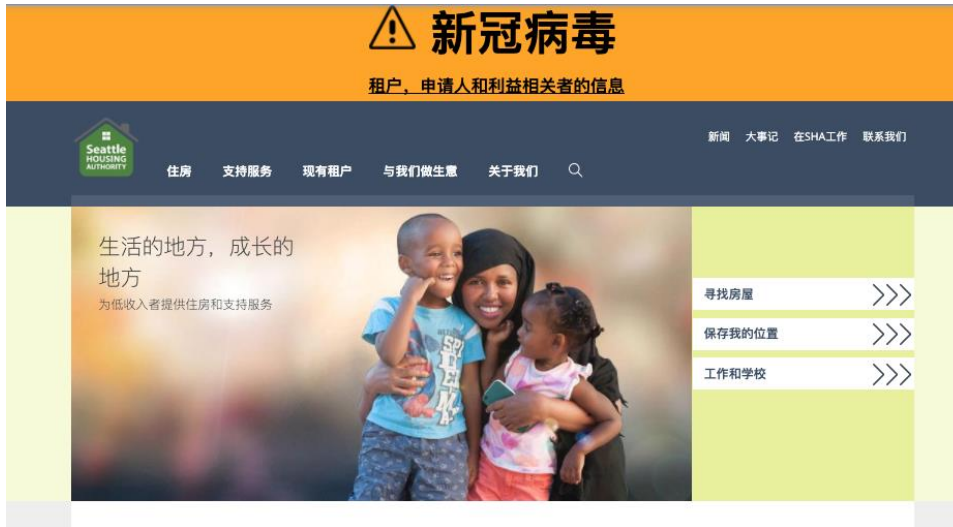 新冠病毒
租户，申请人和利益相关者的信息
新闻 大事记 在SHA工作 联系我们
Seattle
HOUSING
AUTHORITY
住房 支持服务 现有租户 与我们做生意 关于我们
生活的地方，成长的
地方
为低收入者提供住房和支持服务
寻找房屋
保存我的位置
工作和学校